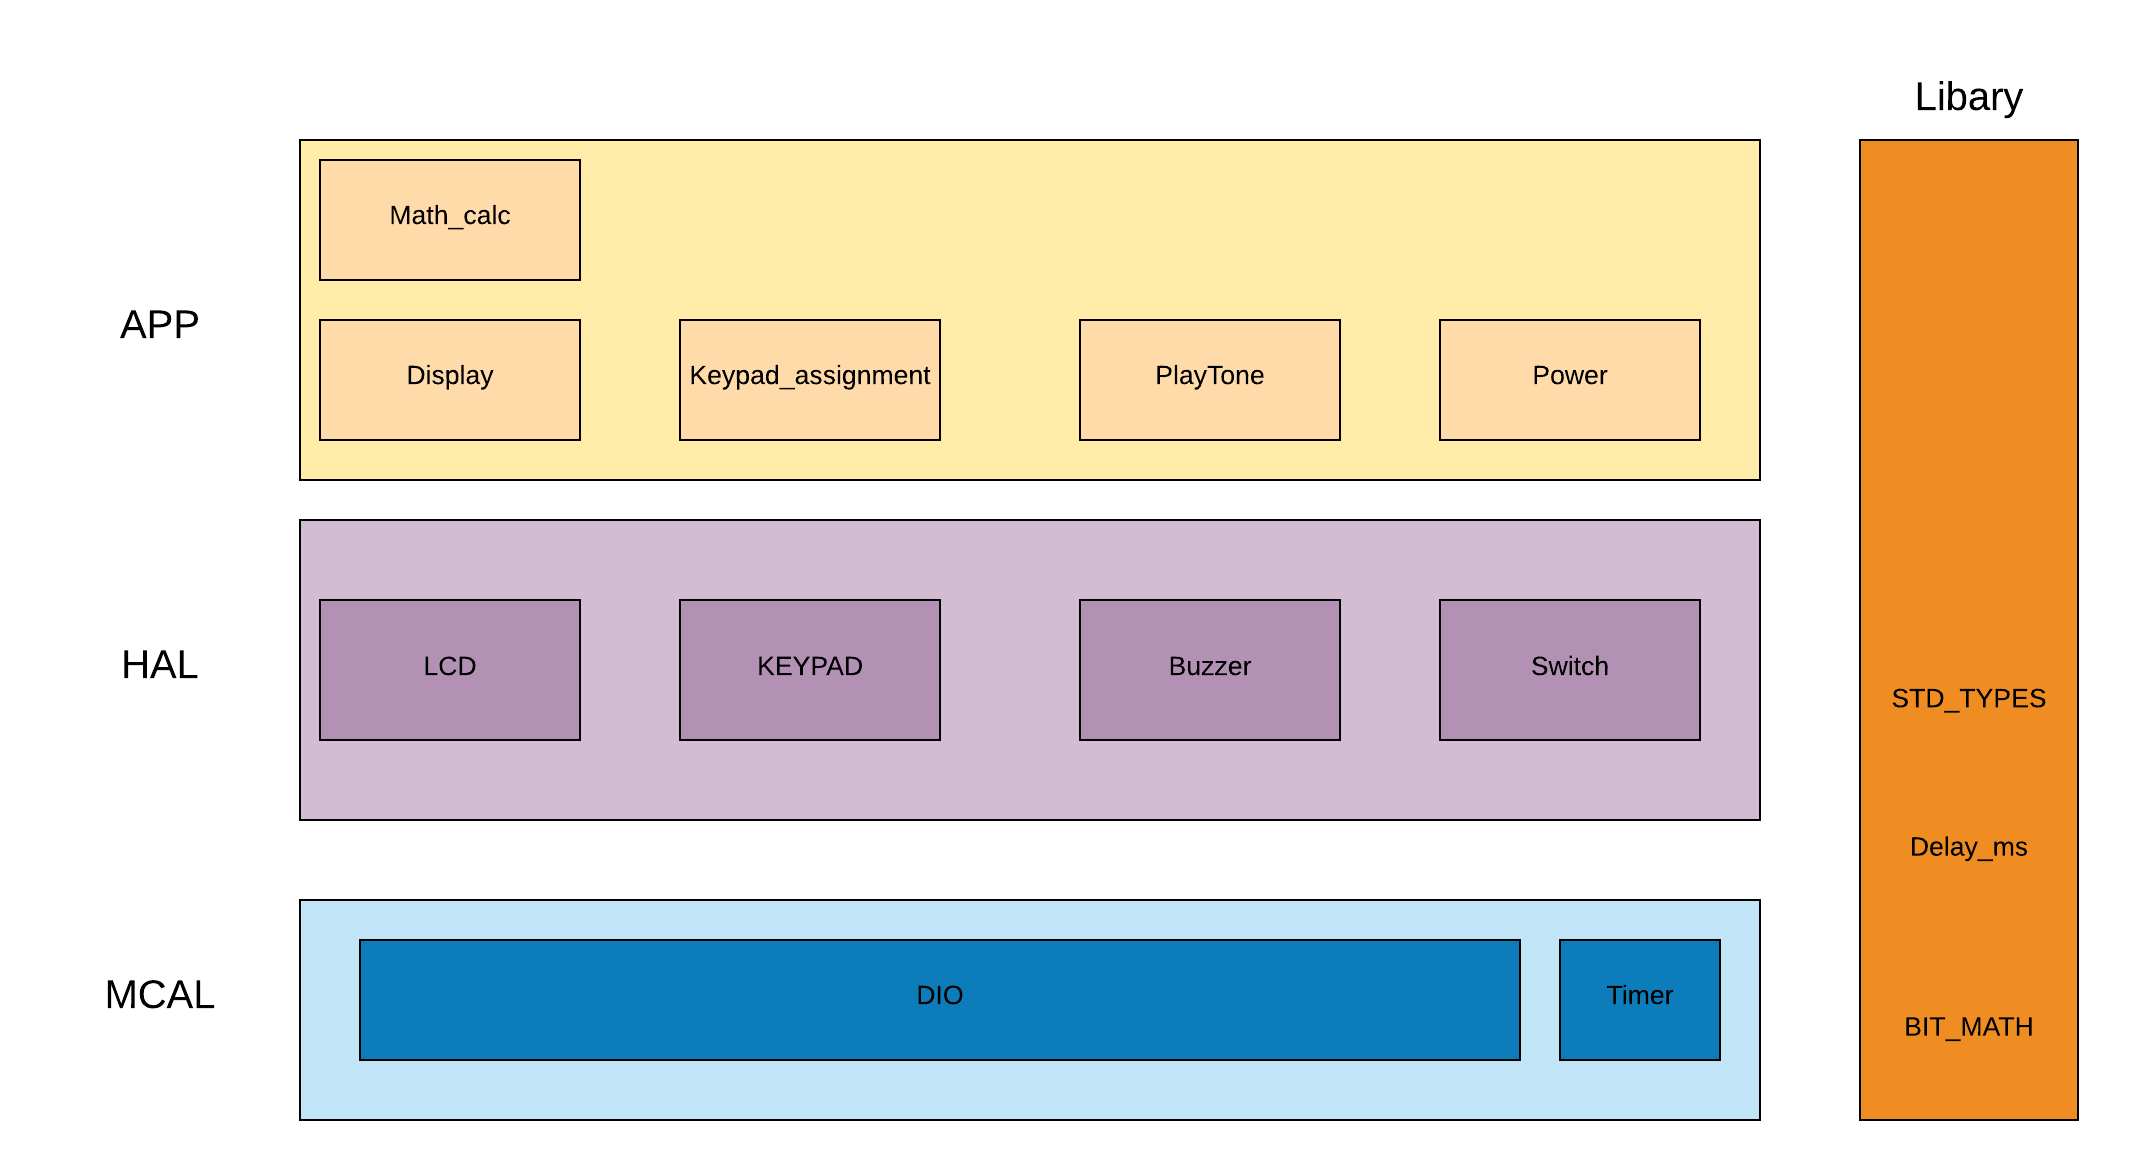 Libary
APP
Math_calc
Display
Keypad_assignment
PlayTone
Power
HAL
LCD
KEYPAD
Buzzer
Switch
MCAL
DIO
Timer
STD_TYPES
Delay_ms
BIT_MATH